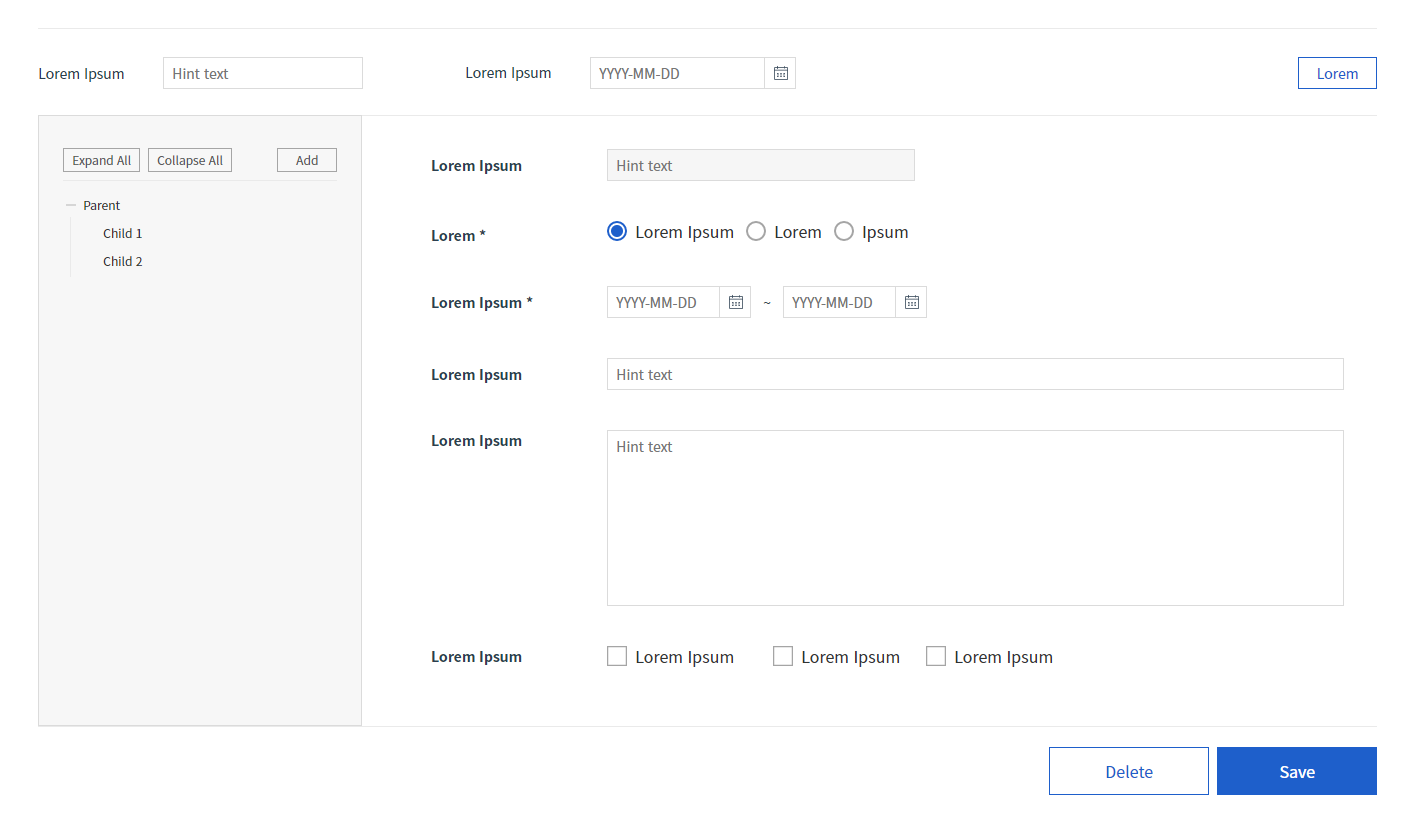 Lorem Ipsum Hint text Lorem Ipsum YYYY-MM-DD Lorem
Expand All Collapse All Add
Parent
Child 1
Child 2
Lorem Ipsum Hint text
Lorem * Lorem Ipsum Lorem Ipsum
Lorem Ipsum * YYYY-MM-DD ~ YYYY-MM-DD
Lorem Ipsum Hint text
Lorem Ipsum Hint text
Lorem Ipsum Lorem Ipsum Lorem Ipsum Lorem Ipsum
Delete Save